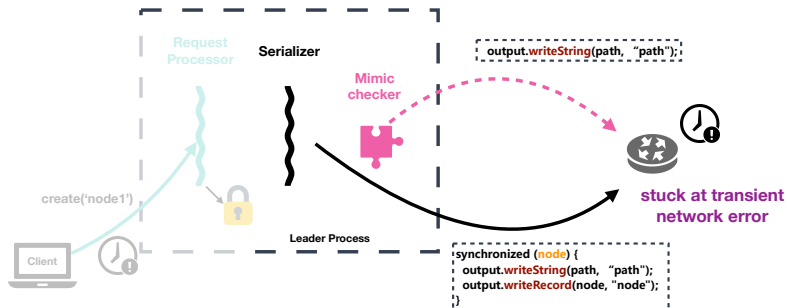 Request
Processor
Serializer
Mimic
checker
output.writeString(path, “path");
create(‘node1’)
Client
Leader Process
stuck at transient
network error
synchronized (node) {
output.writeString(path, “path");
output.writeRecord(node, "node");
}